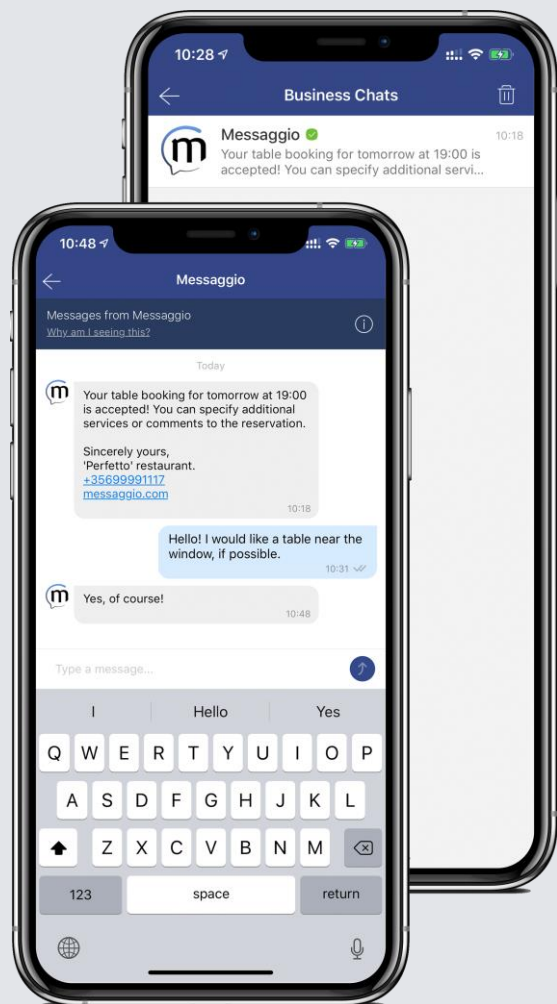 10:28
Business Chats
Messaggio
10:18
Your table booking for tomorrow at 19:00 is
accepted! You can specify additional servi...
10:48
Messaggio
Messages from Messaggio
Why am I seeing this?
Today
m
Your table booking for tomorrow at 19:00
is accepted! You can specify additional
services or comments to the reservation.
Sincerely yours,
'Perfetto' restaurant.
+35699991117
messaggio.com
10:18
Hello! I would like a table near the
window, if possible.
10:31
m
Yes, of course!
10:48
Type a message...
I Hello Yes
Q W E R T Y U I O P
A S D F G H J K L
Z X C V B N M
123 space return